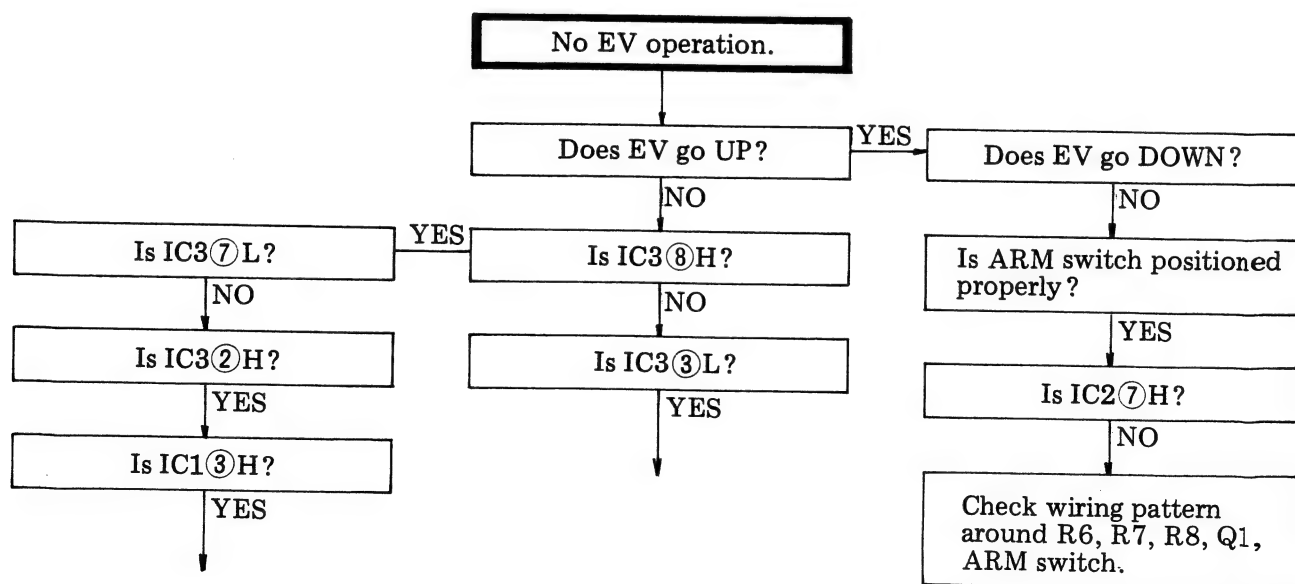 No EV operation.
Does EV go UP?
YES
Does EV go DOWN?
NO
NO
Is IC3⑦L?
YES
Is IC3⑧H?
Is ARM switch positioned
properly?
NO
NO
YES
Is IC3②H?
Is IC3③L?
Is IC2⑦H?
YES
YES
NO
Is IC1③H?
YES
Check wiring pattern
around R6, R7, R8, Q1,
ARM switch.